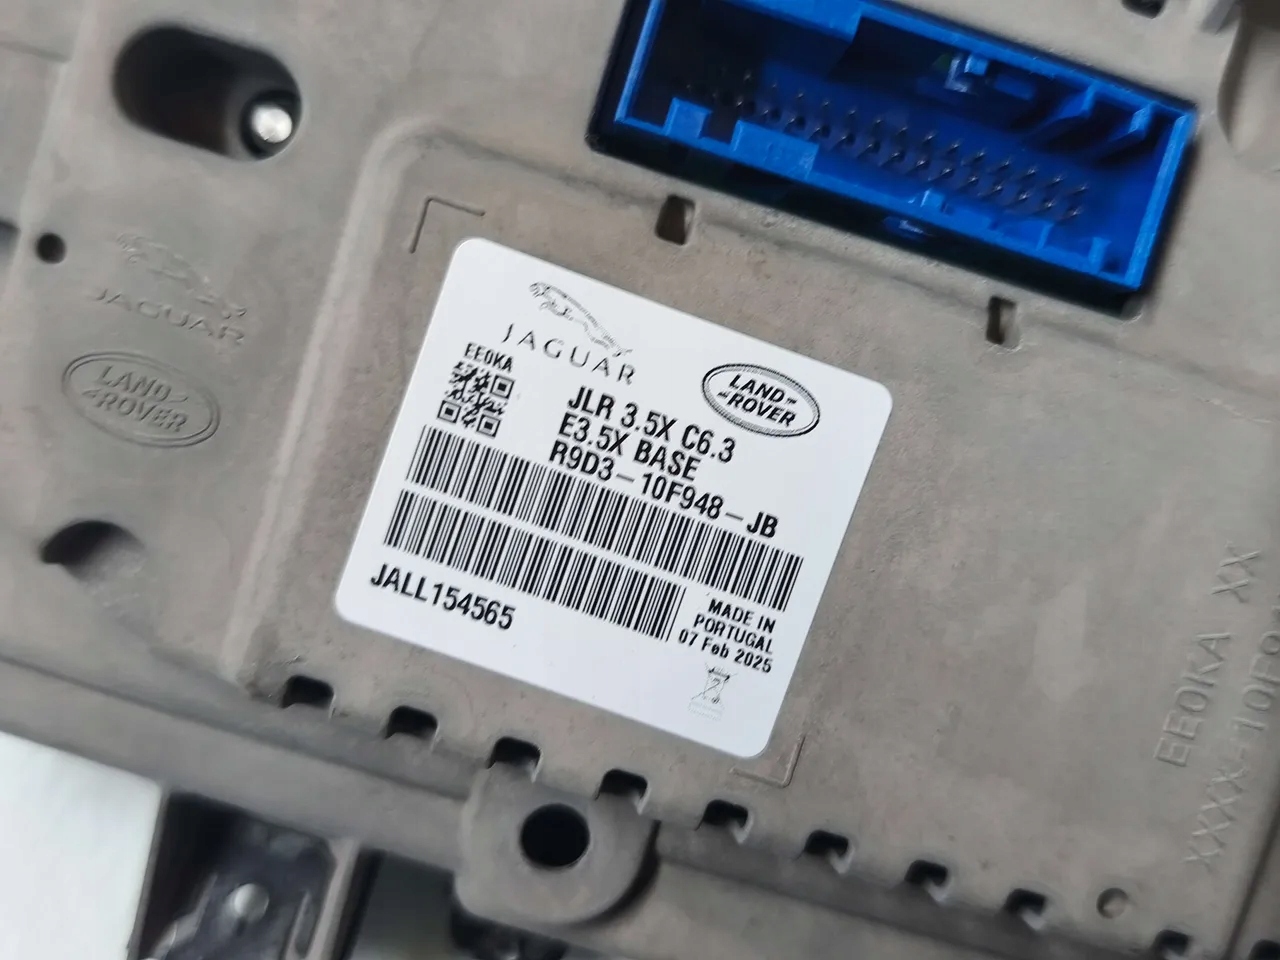 JAGUAR
LAND
ROVER
JAGUAR
LAND-
-ROVER
EE0KA
JLR 3.5X C6.3
E3.5X BASE
R9D3-10F948-JB
JALL154565
MADE IN
PORTUGAL
07 Feb 2025
EE0KA XX